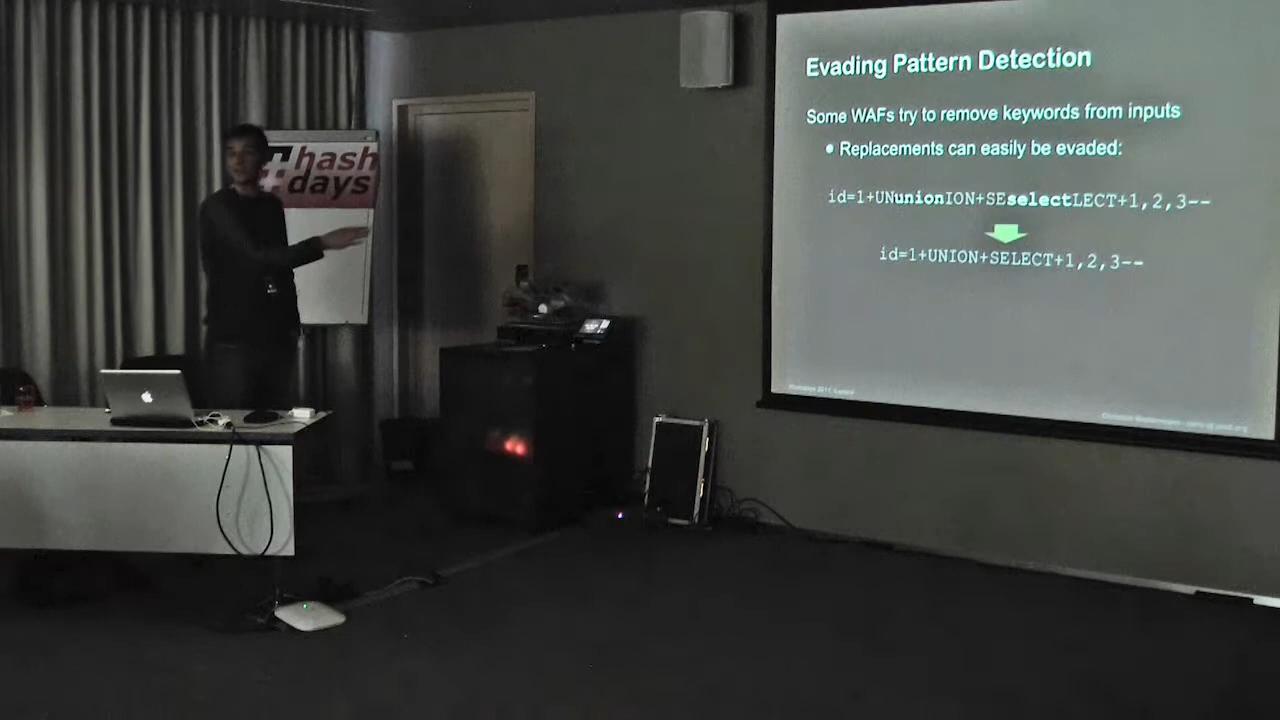 #hash
days
Evading Pattern Detection
Some WAFs try to remove keywords from inputs
• Replacements can easily be evaded:
id=1+UNunionION+SEselectLECT+1,2,3--
id=1+UNION+SELECT+1,2,3--